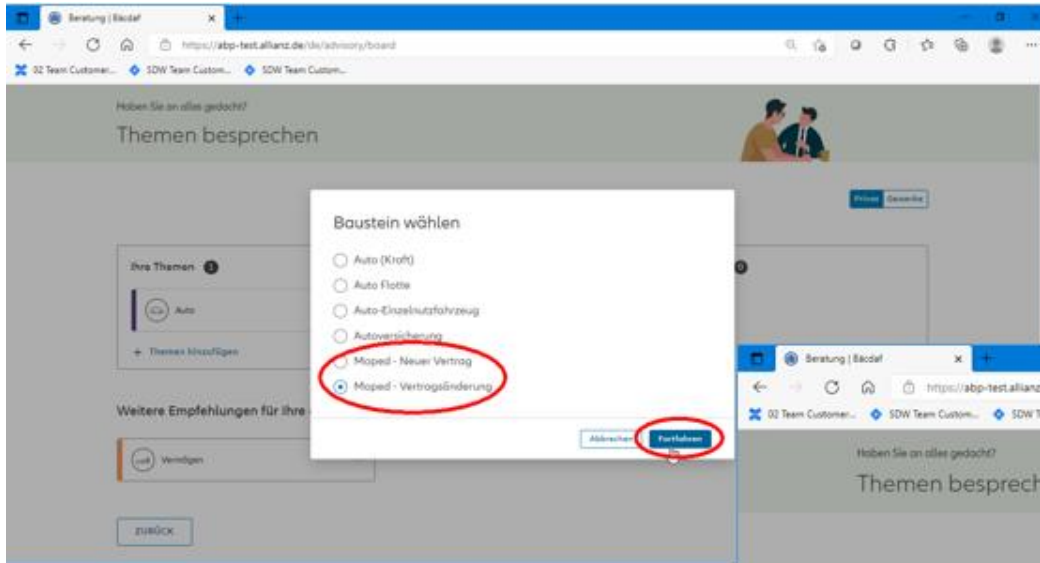 Beratung | Bäcdaf
https://abp-test.allianz.de/de/advisory/board
02 Team Customer...
SDW Team Custom...
SDW Team Custom...
Haben Sie an alles gedacht?
Themen besprechen
Privat Gewerbe
Baustein wählen
Auto (Kraft)
Auto Flotte
Auto-Einzelnutzfahrzeug
Autoversicherung
Moped - Neuer Vertrag
Moped - Vertragsänderung
Abbrechen Fortfahren
Ihre Themen 1
0
Auto
+ Themen hinzufügen
Weitere Empfehlungen für Ihre
Vermögen
ZURÜCK
Beratung | Bäcdaf
https://abp-test.allianz
02 Team Customer...
SDW Team Custom...
SDW T
Haben Sie an alles gedacht?
Themen besprech